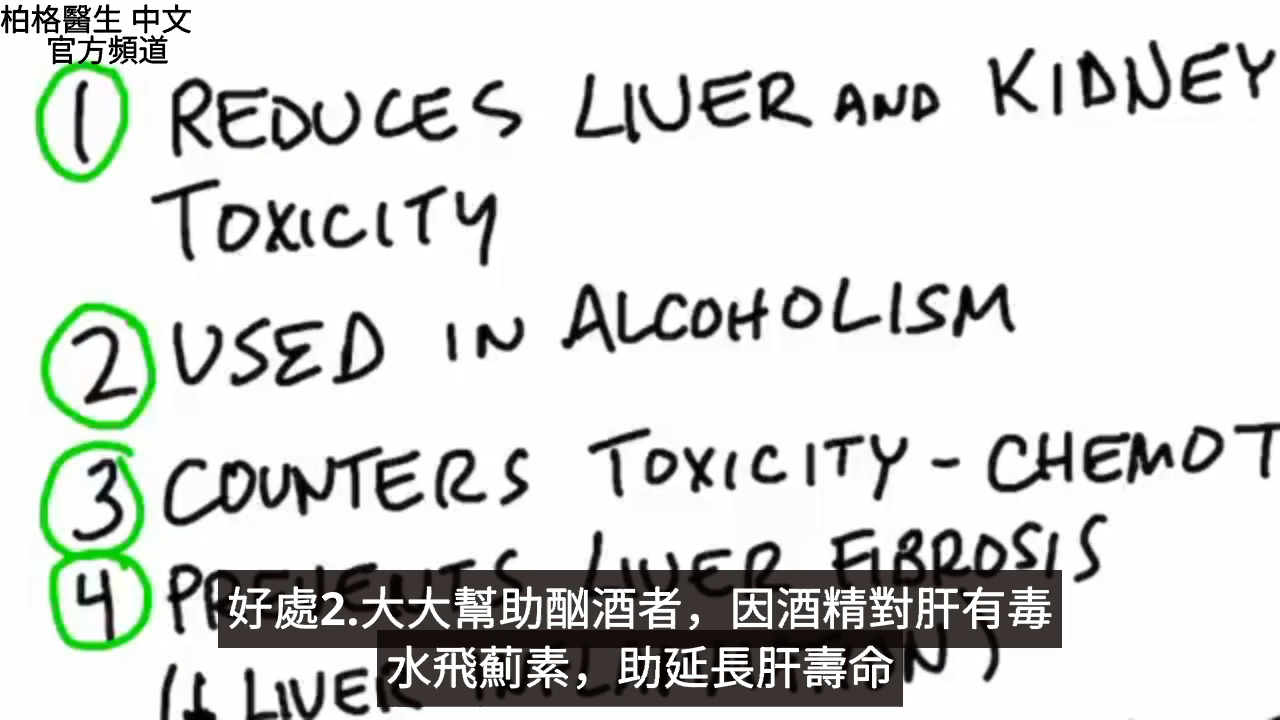 柏格醫生 中文
官方頻道
1 REDUCES LIVER AND KIDNEY
TOXICITY
2 USED IN ALCOHOLISM
3 COUNTERS TOXICITY - CHEMOT
4 PREVENTS LIVER FIBROSIS
(↓ LIVER
好處2.大大幫助酗酒者，因酒精對肝有毒
水飛薊素，助延長肝壽命